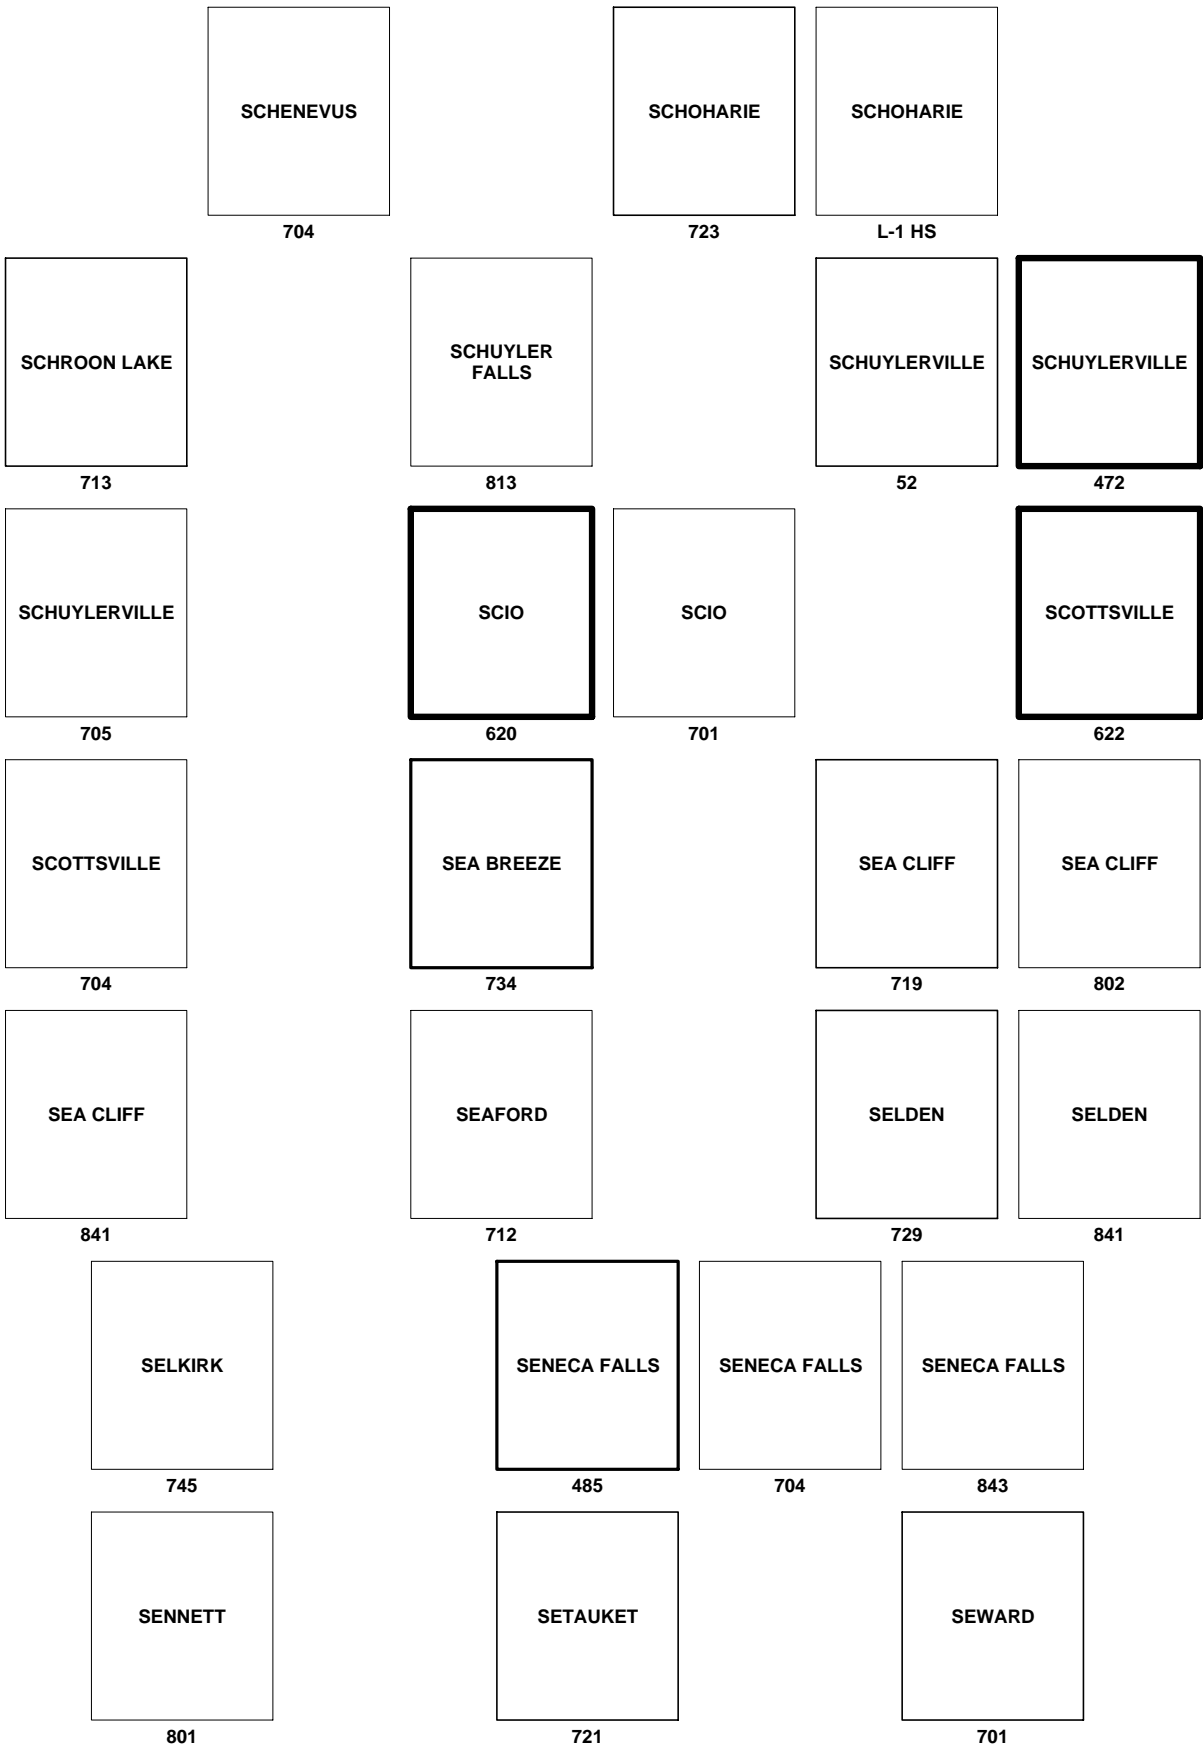 SCHENEVUS
SCHOHARIE
SCHOHARIE
704
723
L-1 HS
SCHROON LAKE
SCHUYLER
FALLS
SCHUYLERVILLE
SCHUYLERVILLE
713
813
52
472
SCHUYLERVILLE
SCIO
SCIO
SCOTTSVILLE
705
620
701
622
SCOTTSVILLE
SEA BREEZE
SEA CLIFF
SEA CLIFF
704
734
719
802
SEA CLIFF
SEAFORD
SELDEN
SELDEN
841
712
729
841
SELKIRK
SENECA FALLS
SENECA FALLS
SENECA FALLS
745
485
704
843
SENNETT
SETAUKET
SEWARD
801
721
701